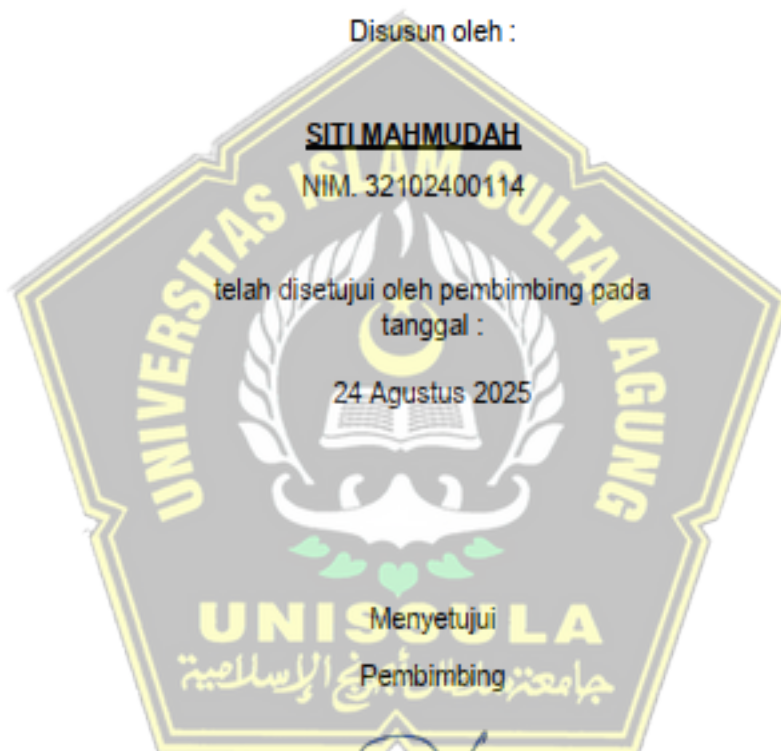 Disusun oleh :
SITI MAHMUDAH
NIM. 32102400114
UNIVERSITAS ISLAM SULTAN AGUNG
telah disetujui oleh pembimbing pada
tanggal :
24 Agustus 2025
Menyetujui
UNISSULA
Pembimbing
جامعة سلطان أجونج الإسلامية